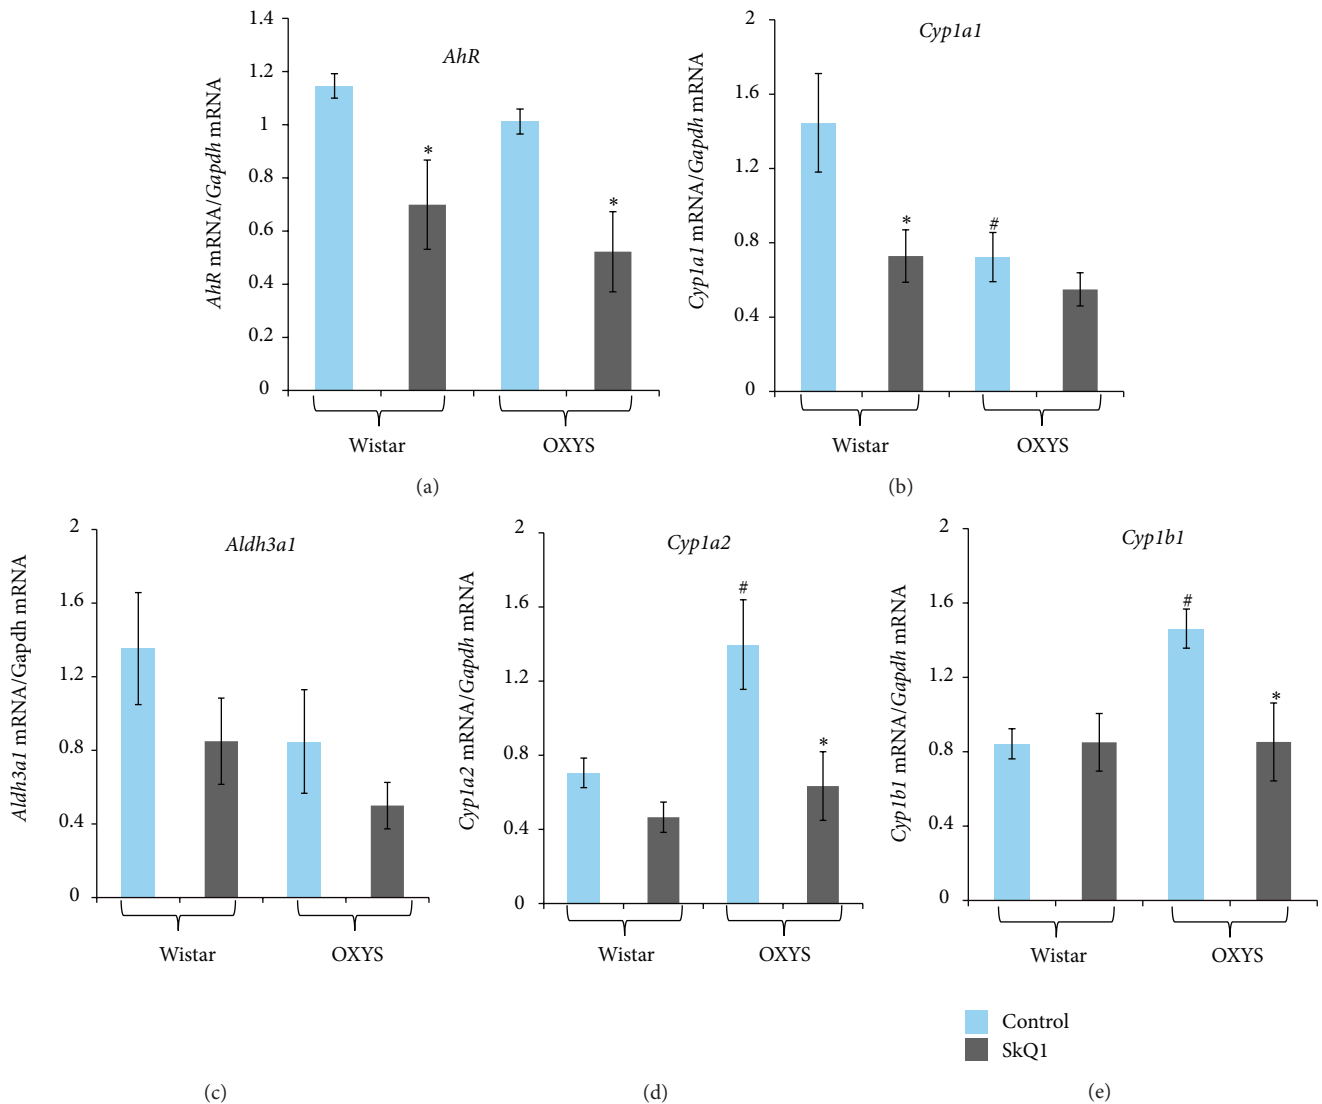 AhR
AhR mRNA/Gapdh mRNA
1.4
1.2
1
0.8
0.6
0.4
0.2
0
*
*
Wistar
OXYS
(a)
Cyp1a1
Cyp1a1 mRNA/Gapdh mRNA
2
1.6
1.2
0.8
0.4
0
*
#
Wistar
OXYS
(b)
Aldh3a1
Aldh3a1 mRNA/Gapdh mRNA
2
1.6
1.2
0.8
0.4
0
Wistar
OXYS
(c)
Cyp1a2
Cyp1a2 mRNA/Gapdh mRNA
2
1.6
1.2
0.8
0.4
0
#
*
Wistar
OXYS
(d)
Cyp1b1
Cyp1b1 mRNA/Gapdh mRNA
2
1.6
1.2
0.8
0.4
0
#
*
Wistar
OXYS
Control
SkQ1
(e)